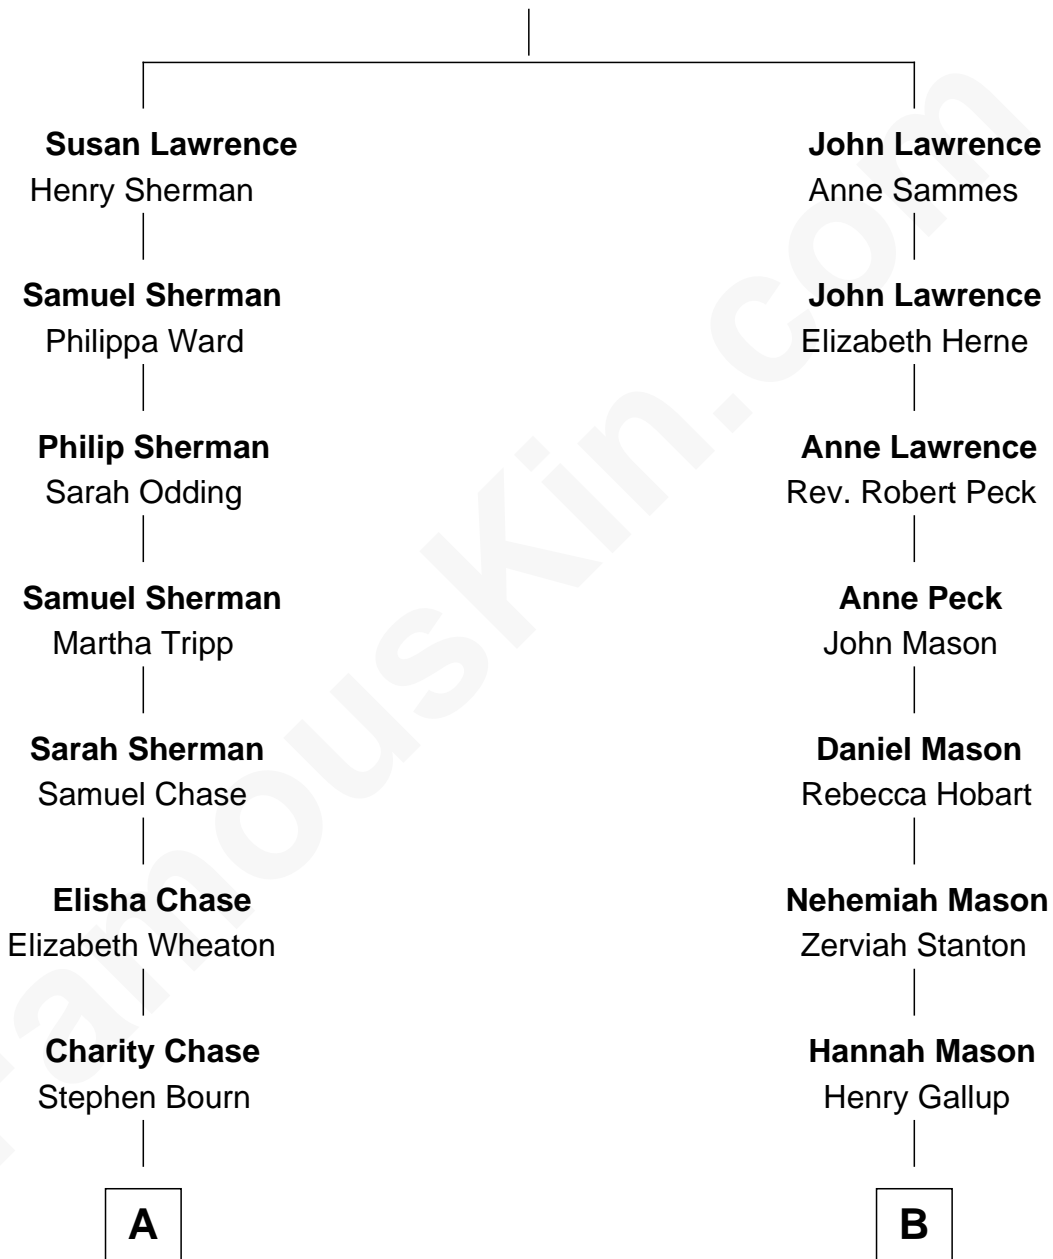 Susan Lawrence
Henry Sherman
Samuel Sherman
Philippa Ward
Philip Sherman
Sarah Odding
Samuel Sherman
Martha Tripp
Sarah Sherman
Samuel Chase
Elisha Chase
Elizabeth Wheaton
Charity Chase
Stephen Bourn
A
John Lawrence
Anne Sammes
John Lawrence
Elizabeth Herne
Anne Lawrence
Rev. Robert Peck
Anne Peck
John Mason
Daniel Mason
Rebecca Hobart
Nehemiah Mason
Zerviah Stanton
Hannah Mason
Henry Gallup
B
FamousKin.com